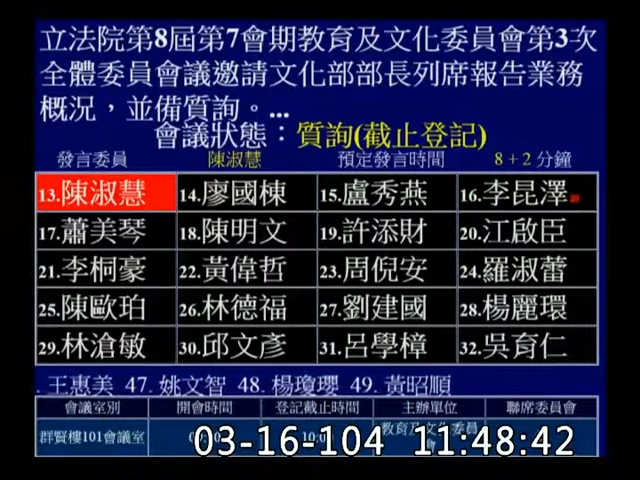 立法院第8屆第7會期教育及文化委員會第3次
全體委員會議邀請文化部部長列席報告業務
概況，並備質詢。...
會議狀態：質詢(截止登記)
發言委員 陳淑慧 預定發言時間 8+2 分鐘
13.陳淑慧 14.廖國棟 15.盧秀燕 16.李昆澤
17.蕭美琴 18.陳明文 19.許添財 20.江啟臣
21.李桐豪 22.黃偉哲 23.周倪安 24.羅淑蕾
25.陳歐珀 26.林德福 27.劉建國 28.楊麗環
29.林滄敏 30.邱文彥 31.呂學樟 32.吳育仁
. 王惠美 47. 姚文智 48. 楊瓊瓔 49. 黃昭順
會議室別 開會時間 登記截止時間 主辦單位 聯席委員會
群賢樓101會議室 教育及文化委員
03-16-104 11:48:42